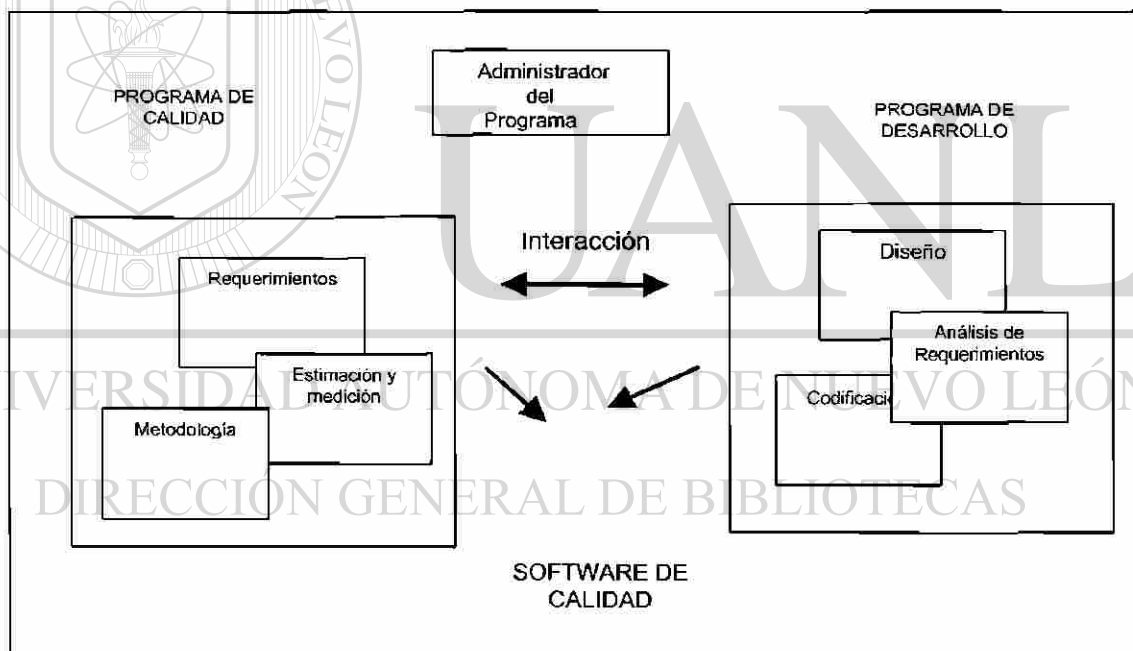 Administrador
del
Programa
PROGRAMA DE
CALIDAD
PROGRAMA DE
DESARROLLO
Interacción
Requerimientos
Estimación y
medición
Metodología
Diseño
Análisis de
Requerimientos
Codificaci
SOFTWARE DE
CALIDAD
UANL
UNIVERSIDAD AUTÓNOMA DE NUEVO LEÓN
DIRECCIÓN GENERAL DE BIBLIOTECAS